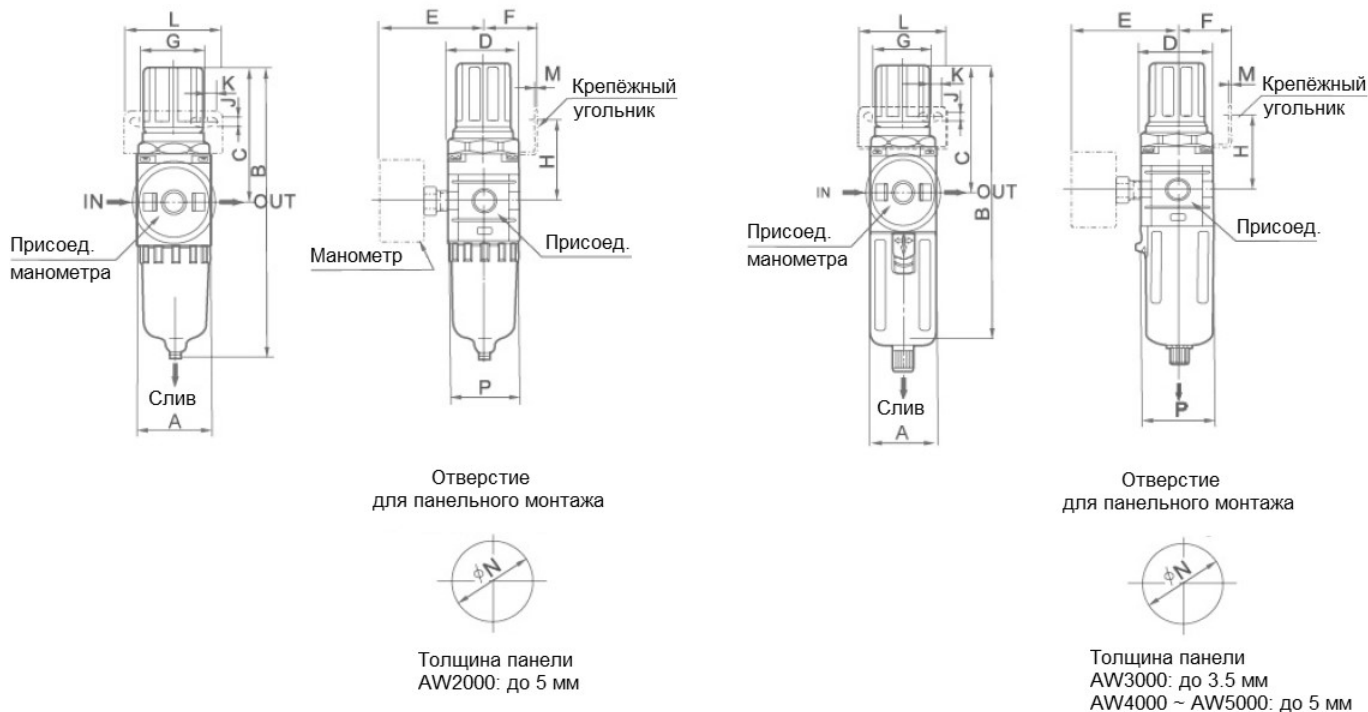 L
G
K
J
C
B
IN
OUT
Присоед.
манометра
Слив
A
E
F
D
M
Крепёжный
угольник
H
Манометр
Присоед.
P
Отверстие
для панельного монтажа
ϕN
Толщина панели
AW2000: до 5 мм
L
G
K
J
C
B
IN
OUT
Присоед.
манометра
Слив
A
E
F
D
M
Крепёжный
угольник
H
Присоед.
P
Отверстие
для панельного монтажа
ϕN
Толщина панели
AW3000: до 3.5 мм
AW4000 ~ AW5000: до 5 мм